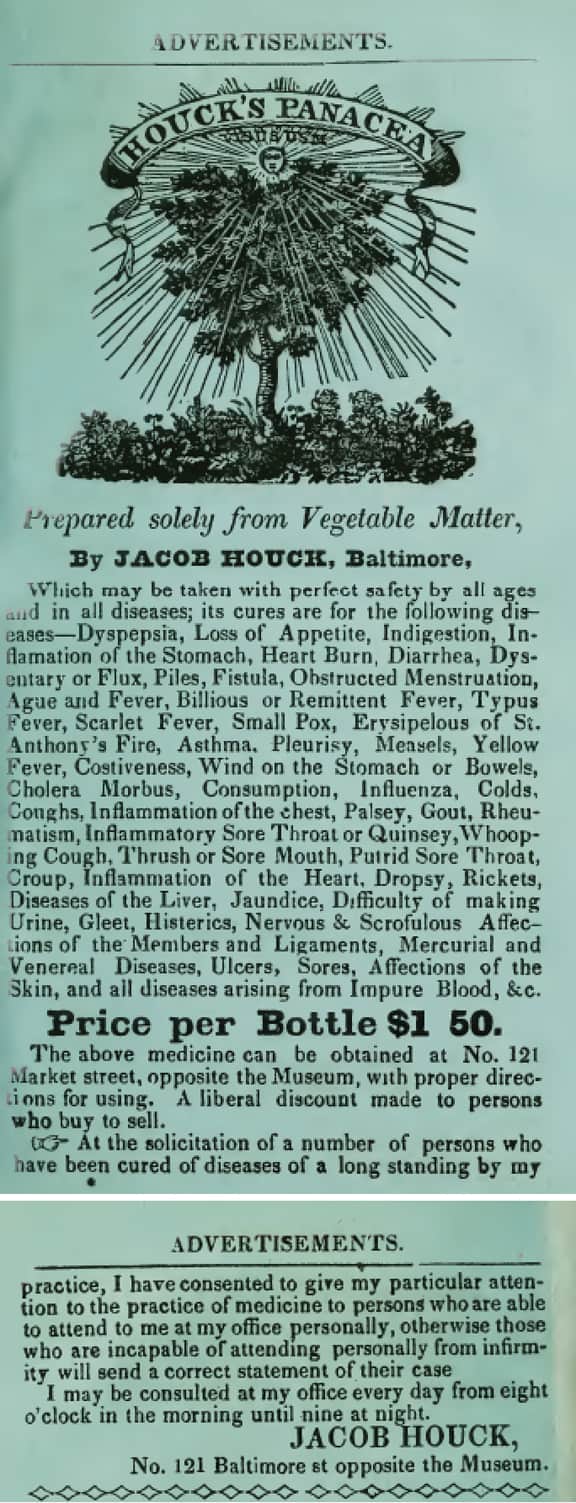 ADVERTISEMENTS.
HOUCK'S PANACEA
Prepared solely from Vegetable Matter,
By JACOB HOUCK, Baltimore,
Which may be taken with perfect safety by all ages
and in all diseases; its cures are for the following dis-
eases—Dyspepsia, Loss of Appetite, Indigestion, In-
flamation of the Stomach, Heart Burn, Diarrhea, Dys-
entary or Flux, Piles, Fistula, Obstructed Menstruation,
Ague and Fever, Billious or Remittent Fever, Typus
Fever, Scarlet Fever, Small Pox, Erysipelous of St.
Anthony's Fire, Asthma. Pleurisy, Measels, Yellow
Fever, Costiveness, Wind on the Stomach or Bowels,
Cholera Morbus, Consumption, Influenza, Colds,
Coughs, Inflammation of the chest, Palsey, Gout, Rheu-
matism, Inflammatory Sore Throat or Quinsey, Whoop-
ing Cough, Thrush or Sore Mouth, Putrid Sore Throat,
Croup, Inflammation of the Heart, Dropsy, Rickets,
Diseases of the Liver, Jaundice, Difficulty of making
Urine, Gleet, Histerics, Nervous & Scrofulous Affec-
tions of the Members and Ligaments, Mercurial and
Venereal Diseases, Ulcers, Sores, Affections of the
Skin, and all diseases arising from Impure Blood, &c.
Price per Bottle $1 50.
The above medicine can be obtained at No. 121
Market street, opposite the Museum, with proper direc-
tions for using. A liberal discount made to persons
who buy to sell.
☞ At the solicitation of a number of persons who
have been cured of diseases of a long standing by my
ADVERTISEMENTS.
practice, I have consented to give my particular atten-
tion to the practice of medicine to persons who are able
to attend to me at my office personally, otherwise those
who are incapable of attending personally from infirm-
ity will send a correct statement of their case
I may be consulted at my office every day from eight
o'clock in the morning until nine at night.
JACOB HOUCK,
No. 121 Baltimore st opposite the Museum.